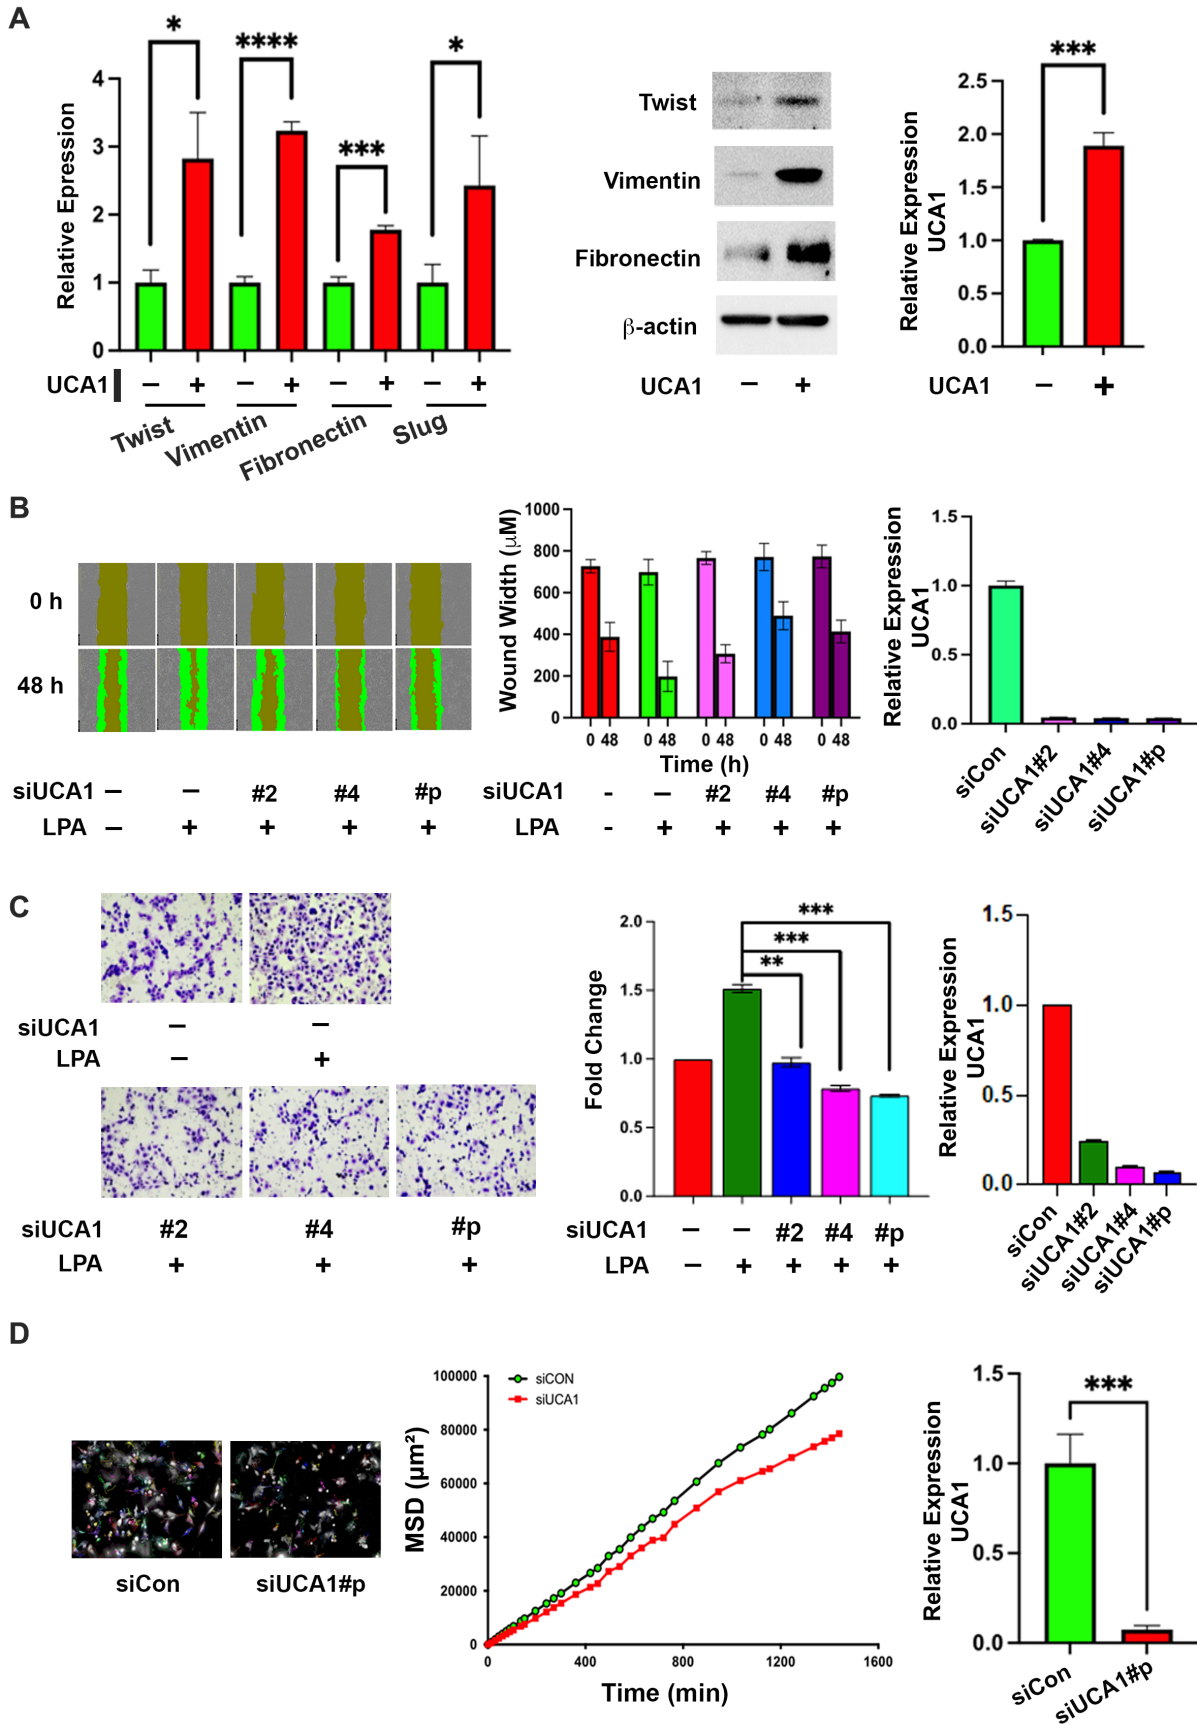 A
Relative Epression
4
3
2
1
0
*
****
***
*
UCA1 − + − + − + − +
Twist
Vimentin
Fibronectin
Slug
Twist
Vimentin
Fibronectin
β-actin
UCA1 − +
Relative Expression
UCA1
2.5
2.0
1.5
1.0
0.5
0.0
***
UCA1 − +
B
0 h
48 h
siUCA1 − − #2 #4 #p
LPA − + + + +
Wound Width (μM)
1000
800
600
400
200
0
0 48 0 48 0 48 0 48 0 48
Time (h)
siUCA1 - − #2 #4 #p
LPA - + + + +
Relative Expression
UCA1
1.5
1.0
0.5
0.0
siCon
siUCA1#2
siUCA1#4
siUCA1#p
C
siUCA1 − −
LPA − +
siUCA1 #2 #4 #p
LPA + + +
Fold Change
2.0
1.5
1.0
0.5
0.0
***
***
**
siUCA1 − − #2 #4 #p
LPA − + + + +
Relative Expression
UCA1
1.5
1.0
0.5
0.0
siCon
siUCA1#2
siUCA1#4
siUCA1#p
D
siCon
siUCA1#p
MSD (μm²)
100000
80000
60000
40000
20000
0
siCON
siUCA1
0 400 800 1200 1600
Time (min)
Relative Expression
UCA1
1.5
1.0
0.5
0.0
***
siCon
siUCA1#p